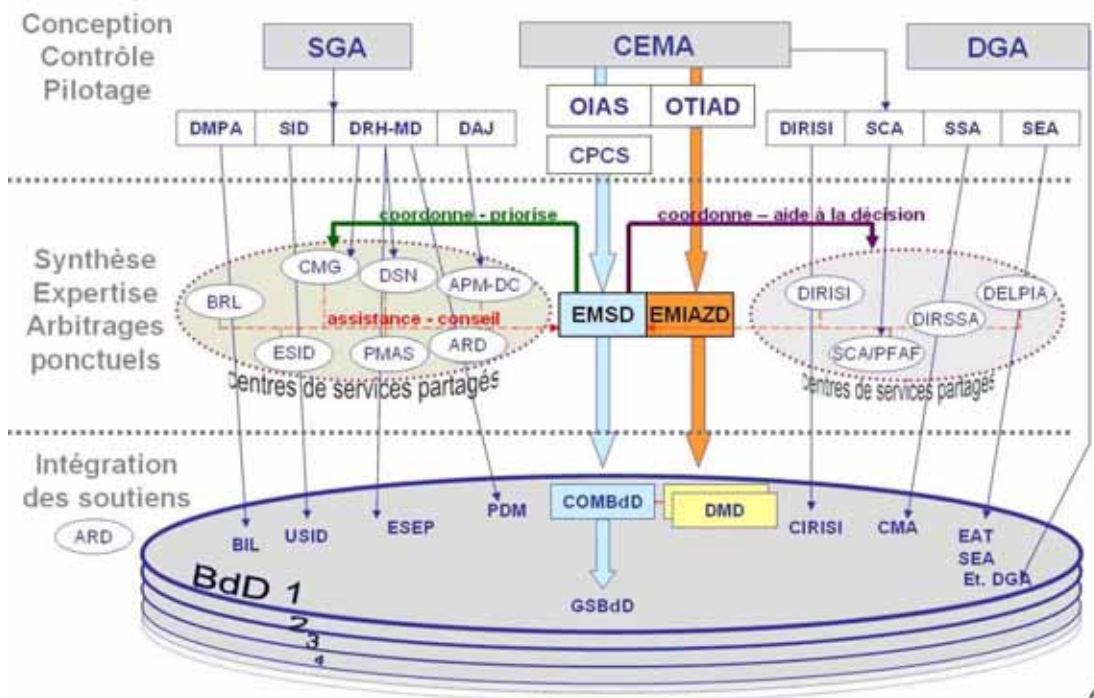 Conception
Contrôle
Pilotage
SGA
CEMA
DGA
OIAS
OTIAD
DMPA
SID
DRH-MD
DAJ
CPCS
DIRISI
SCA
SSA
SEA
coordonne - priorise
coordonne – aide à la décision
Synthèse
Expertise
Arbitrages
ponctuels
CMG
DSN
APM-DC
BRL
assistance - conseil
ESID
PMAS
ARD
Centres de services partagés
EMSD
EMIAZD
DIRISI
DELPIA
DIRSSA
SCA/PFAF
Centres de services partagés
Intégration
des soutiens
ARD
BIL
USID
ESEP
PDM
COMBdD
DMD
CIRISI
CMA
EAT
SEA
Et. DGA
GSBdD
BdD 1
2
3
4